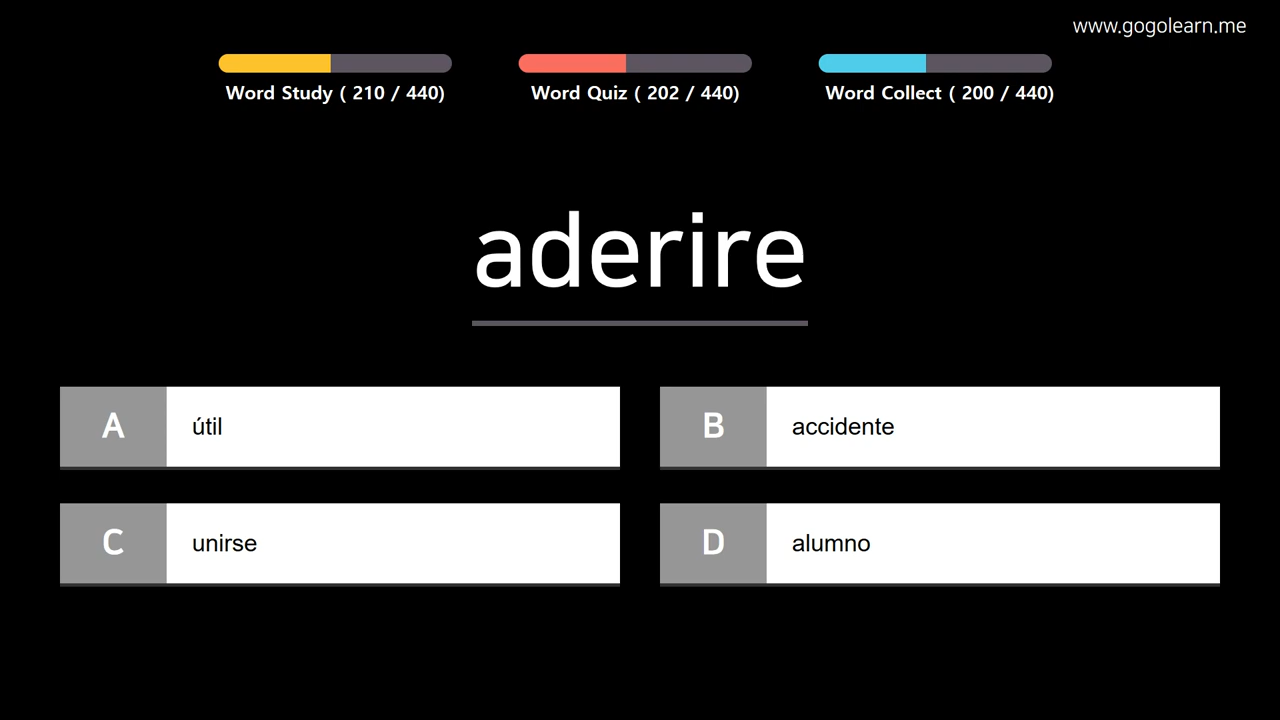 www.gogolearn.me
Word Study ( 210 / 440)
Word Quiz ( 202 / 440)
Word Collect ( 200 / 440)
aderire
A útil
B accidente
C unirse
D alumno